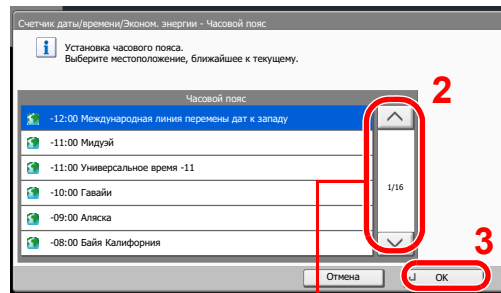 Счетчик даты/времени/Эконом. энергии - Часовой пояс
Установка часового пояса.
Выберите местоположение, ближайшее к текущему.
Часовой пояс
2
-12:00 Международная линия перемены дат к западу
-11:00 Мидуэй
-11:00 Универсальное время -11
1/16
-10:00 Гавайи
-09:00 Аляска
-08:00 Байя Калифорния
3
Отмена
OK